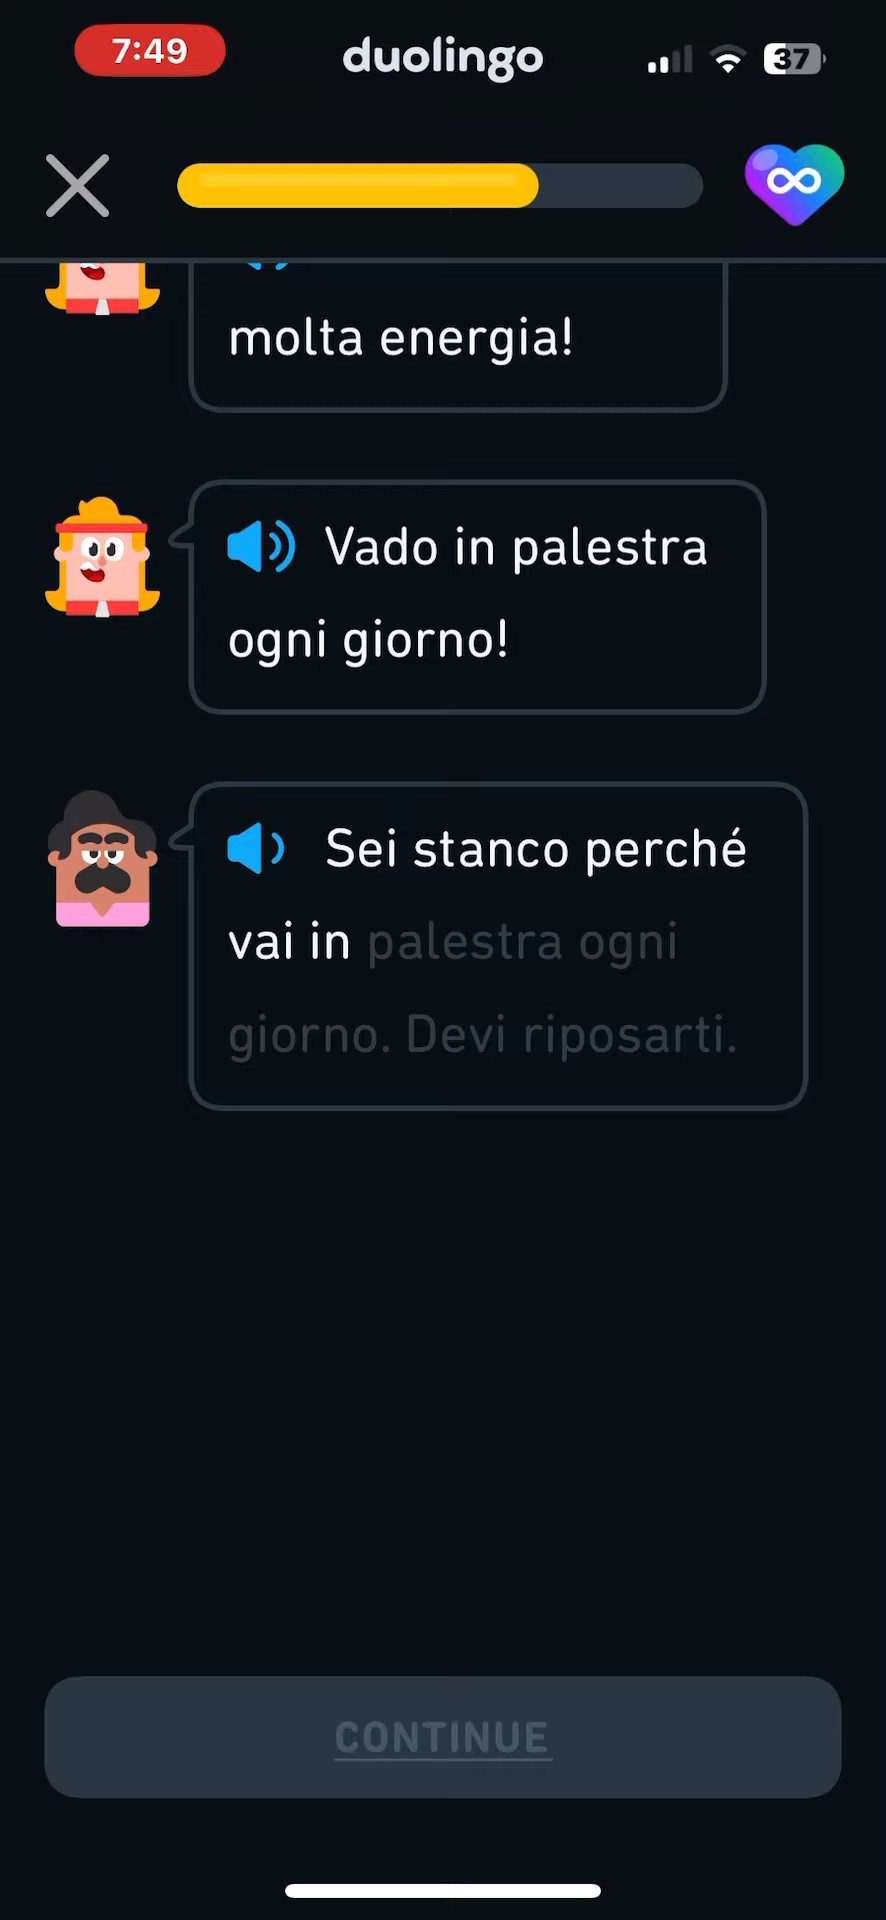 7:49
duolingo
37
molta energia!
Vado in palestra
ogni giorno!
Sei stanco perché
vai in palestra ogni
giorno. Devi riposarti.
CONTINUE